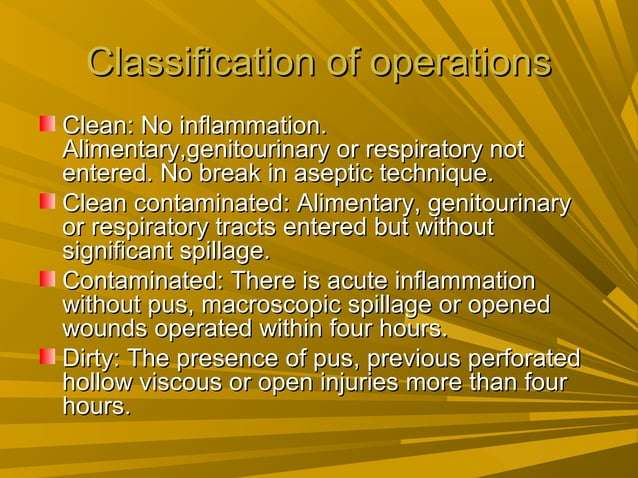 Classification of operations
Clean: No inflammation.
Alimentary,genitourinary or respiratory not
entered. No break in aseptic technique.
Clean contaminated: Alimentary, genitourinary
or respiratory tracts entered but without
significant spillage.
Contaminated: There is acute inflammation
without pus, macroscopic spillage or opened
wounds operated within four hours.
Dirty: The presence of pus, previous perforated
hollow viscous or open injuries more than four
hours.